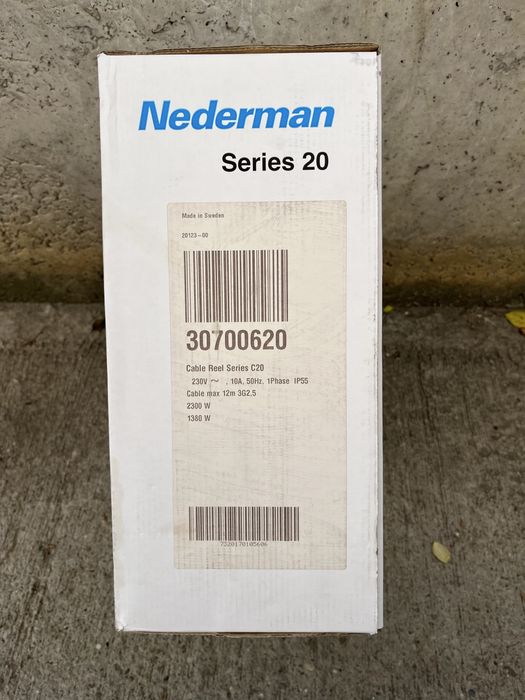 Nederman
Series 20
Made in Sweden
20123-00
30700620
Cable Reel Series C20
230V ~ , 10A, 50Hz, 1Phase IP55
Cable max 12m 3G2,5
2300 W
1380 W
7320170105606